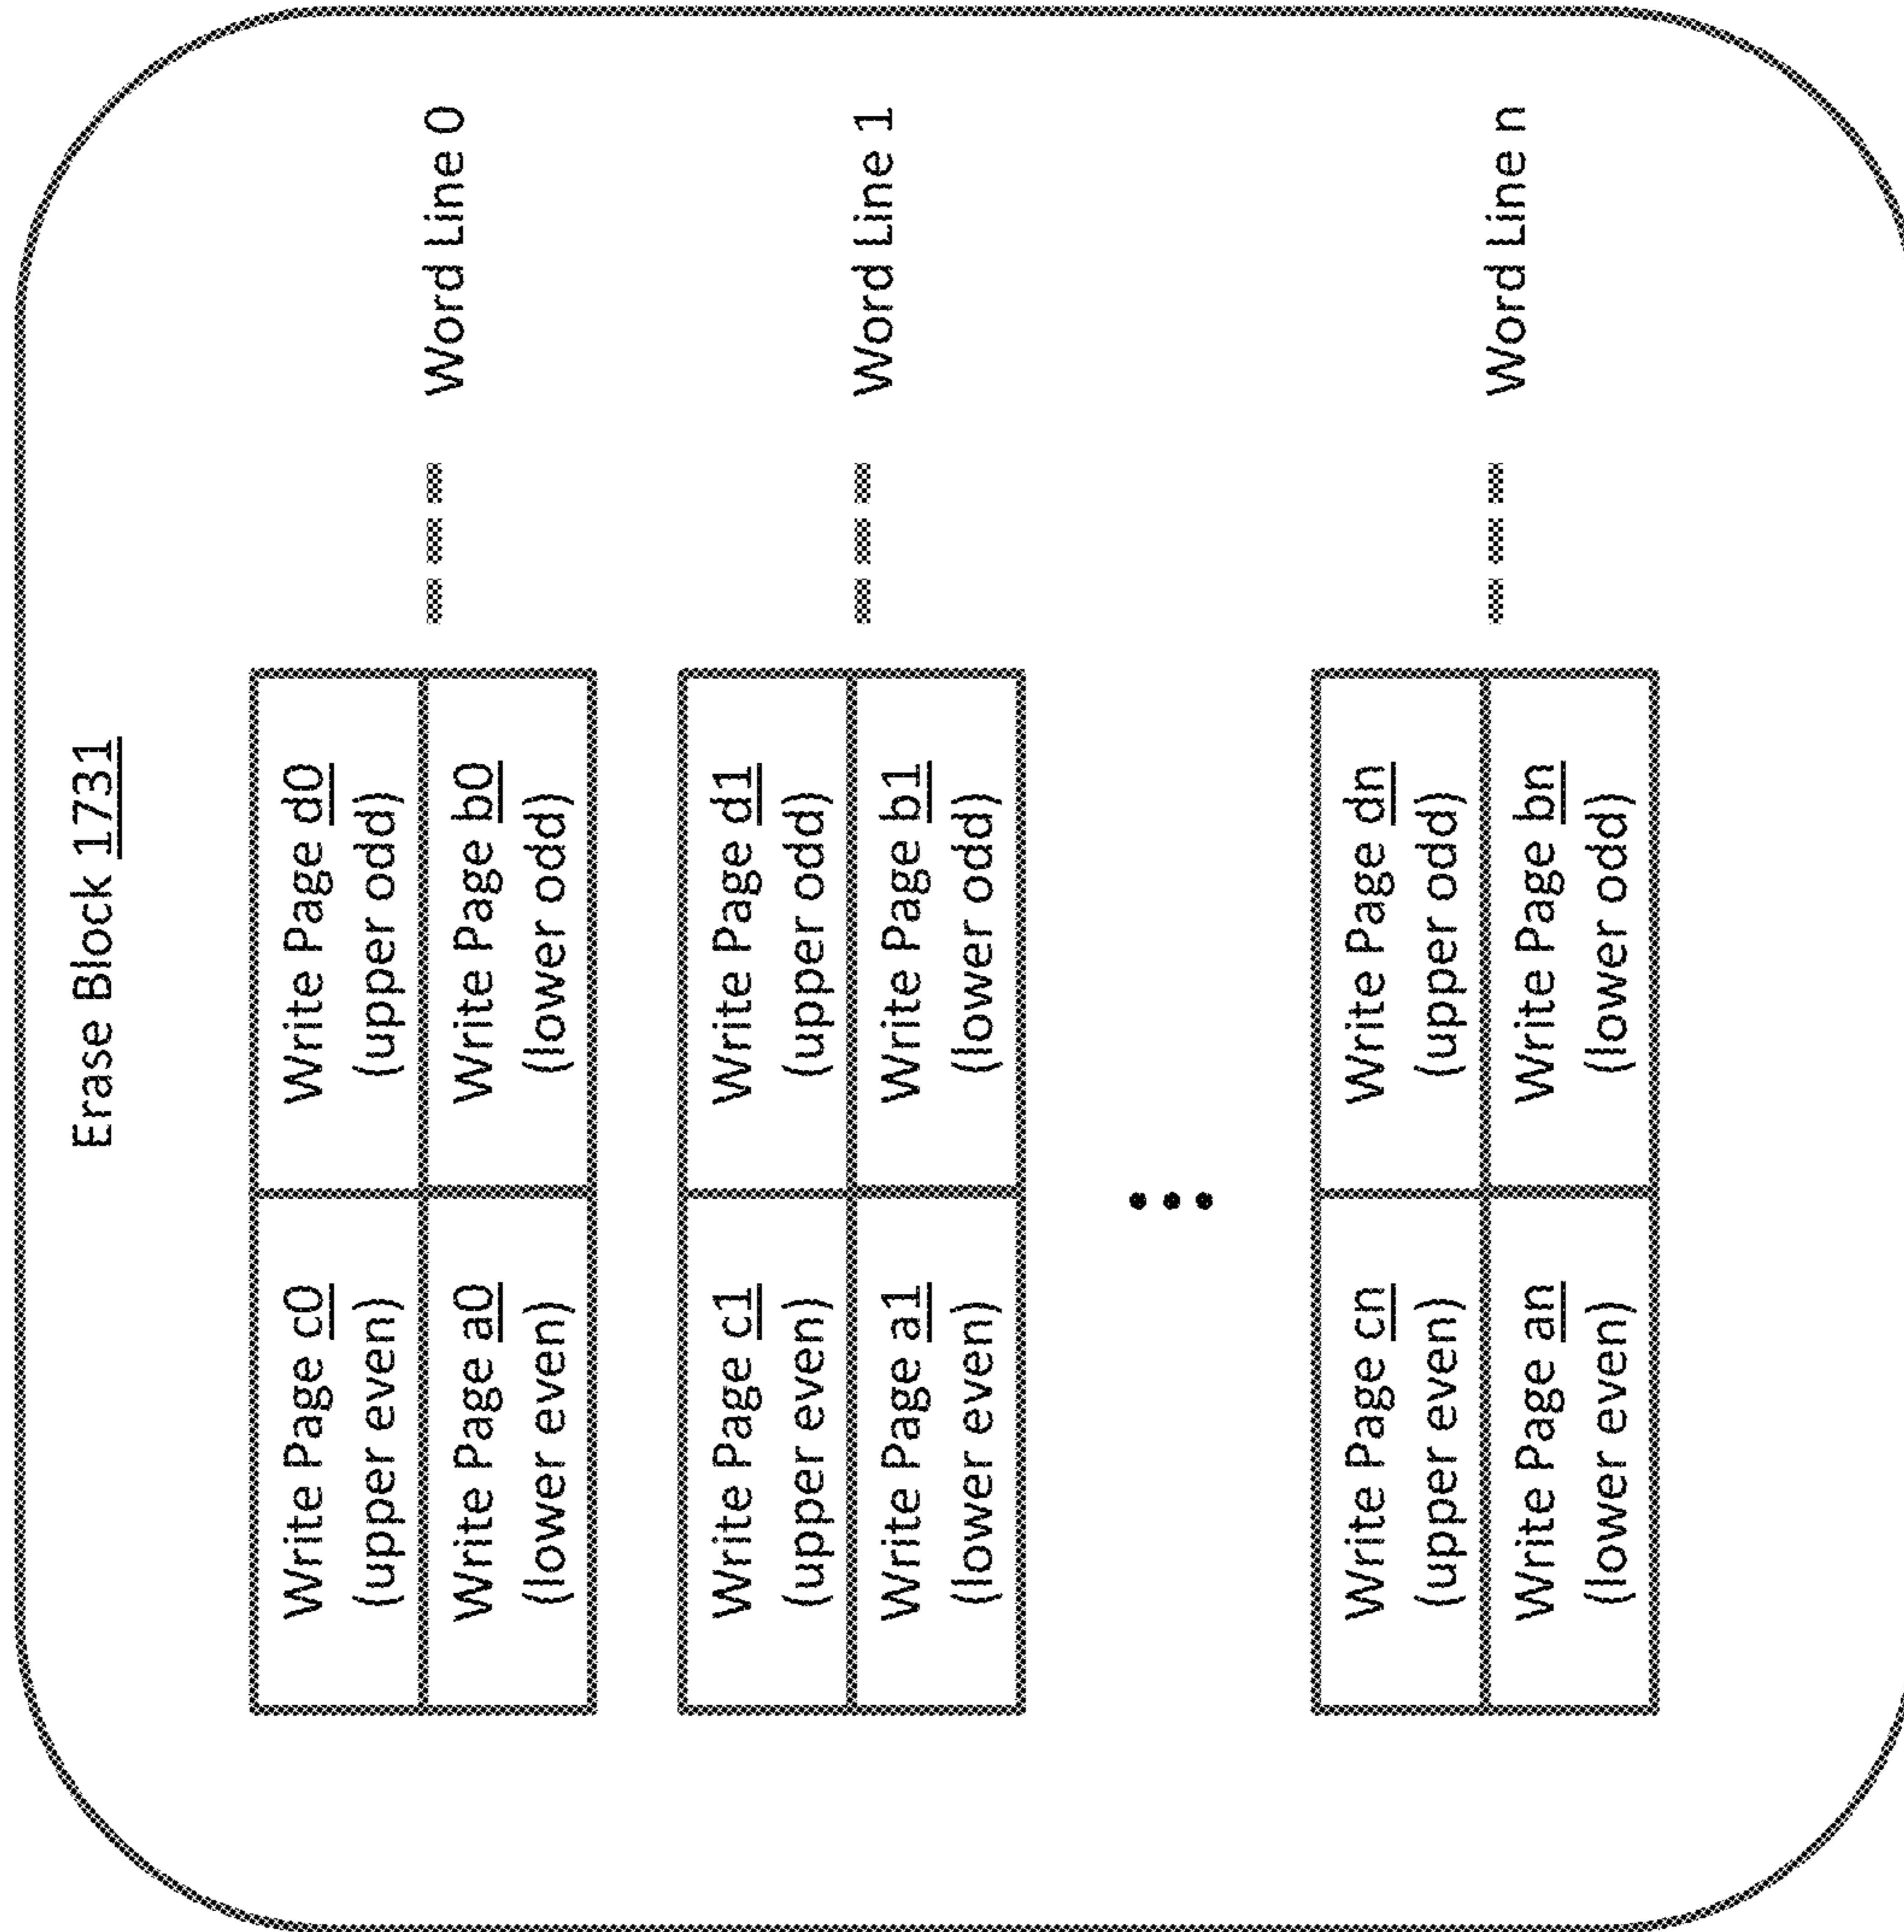 Erase Block 1731
Write Page c0
(upper even)
Write Page d0
(upper odd)
Write Page a0
(lower even)
Write Page b0
(lower odd)
Word Line 0
Write Page c1
(upper even)
Write Page d1
(upper odd)
Write Page a1
(lower even)
Write Page b1
(lower odd)
Word Line 1
...
Write Page cn
(upper even)
Write Page dn
(upper odd)
Write Page an
(lower even)
Write Page bn
(lower odd)
Word Line n